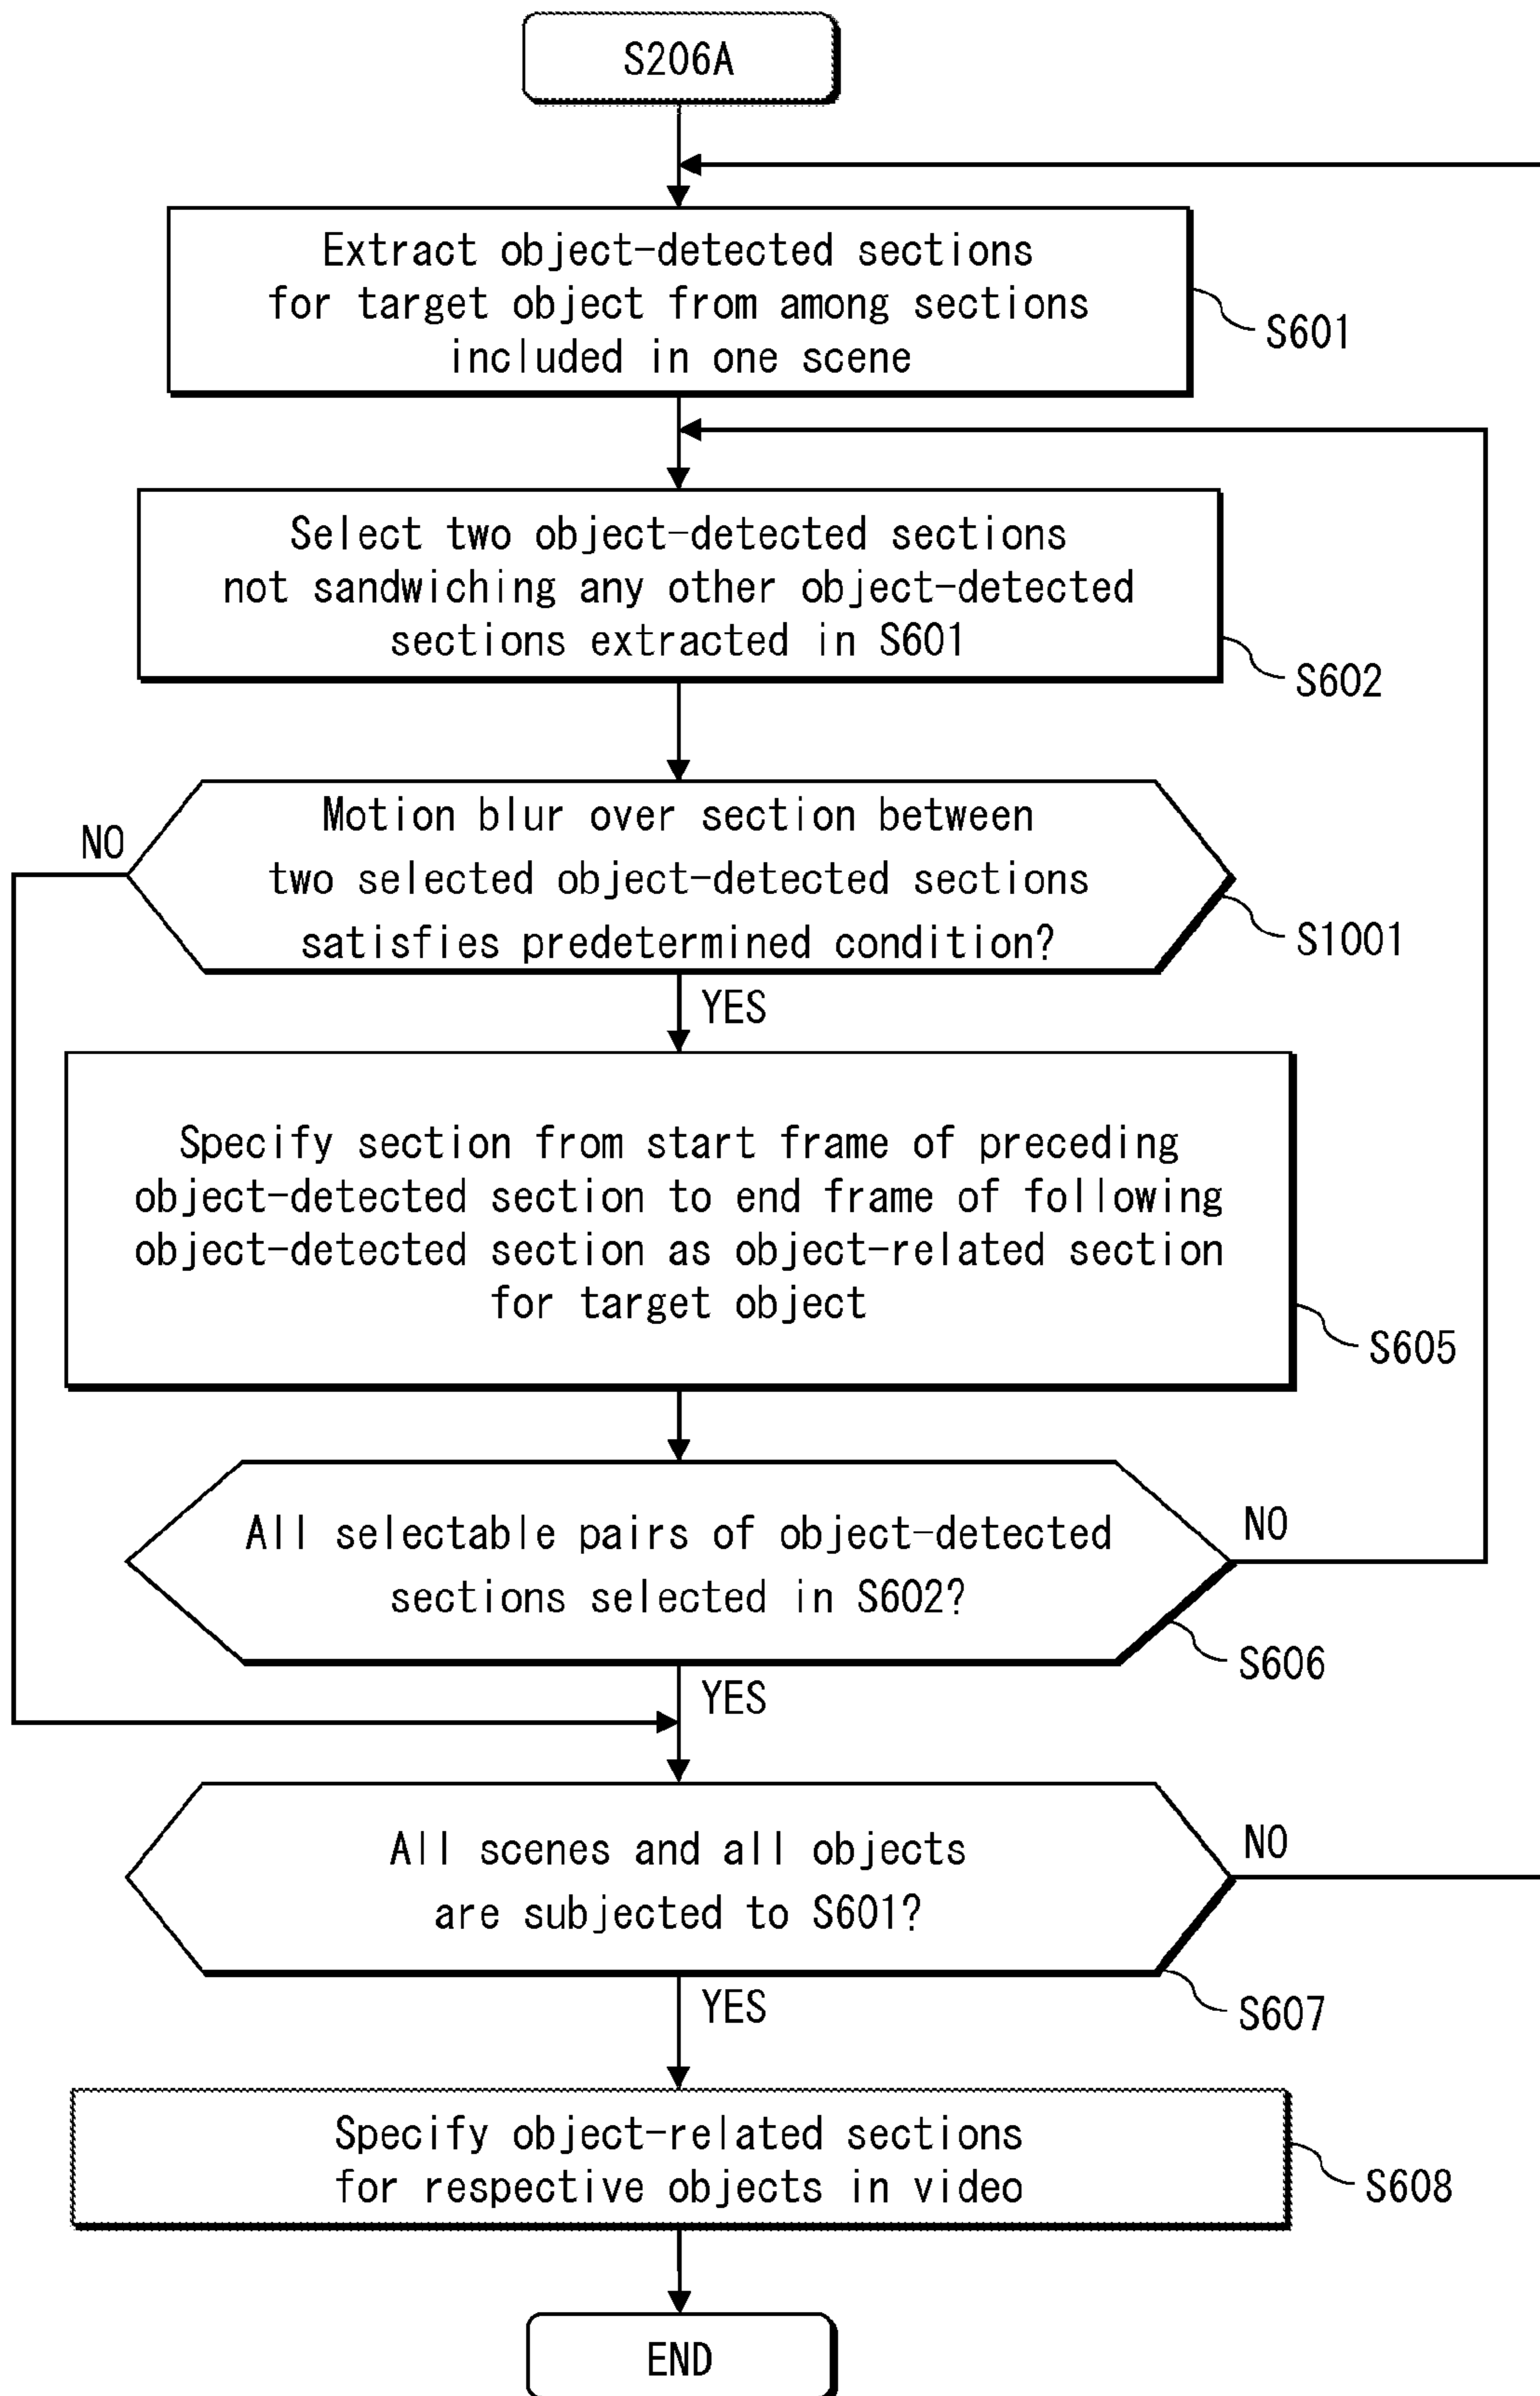 S206A
Extract object-detected sections
for target object from among sections
included in one scene
S601
Select two object-detected sections
not sandwiching any other object-detected
sections extracted in S601
S602
NO
Motion blur over section between
two selected object-detected sections
satisfies predetermined condition?
S1001
YES
Specify section from start frame of preceding
object-detected section to end frame of following
object-detected section as object-related section
for target object
S605
All selectable pairs of object-detected
sections selected in S602?
NO
S606
YES
All scenes and all objects
are subjected to S601?
NO
S607
YES
Specify object-related sections
for respective objects in video
S608
END